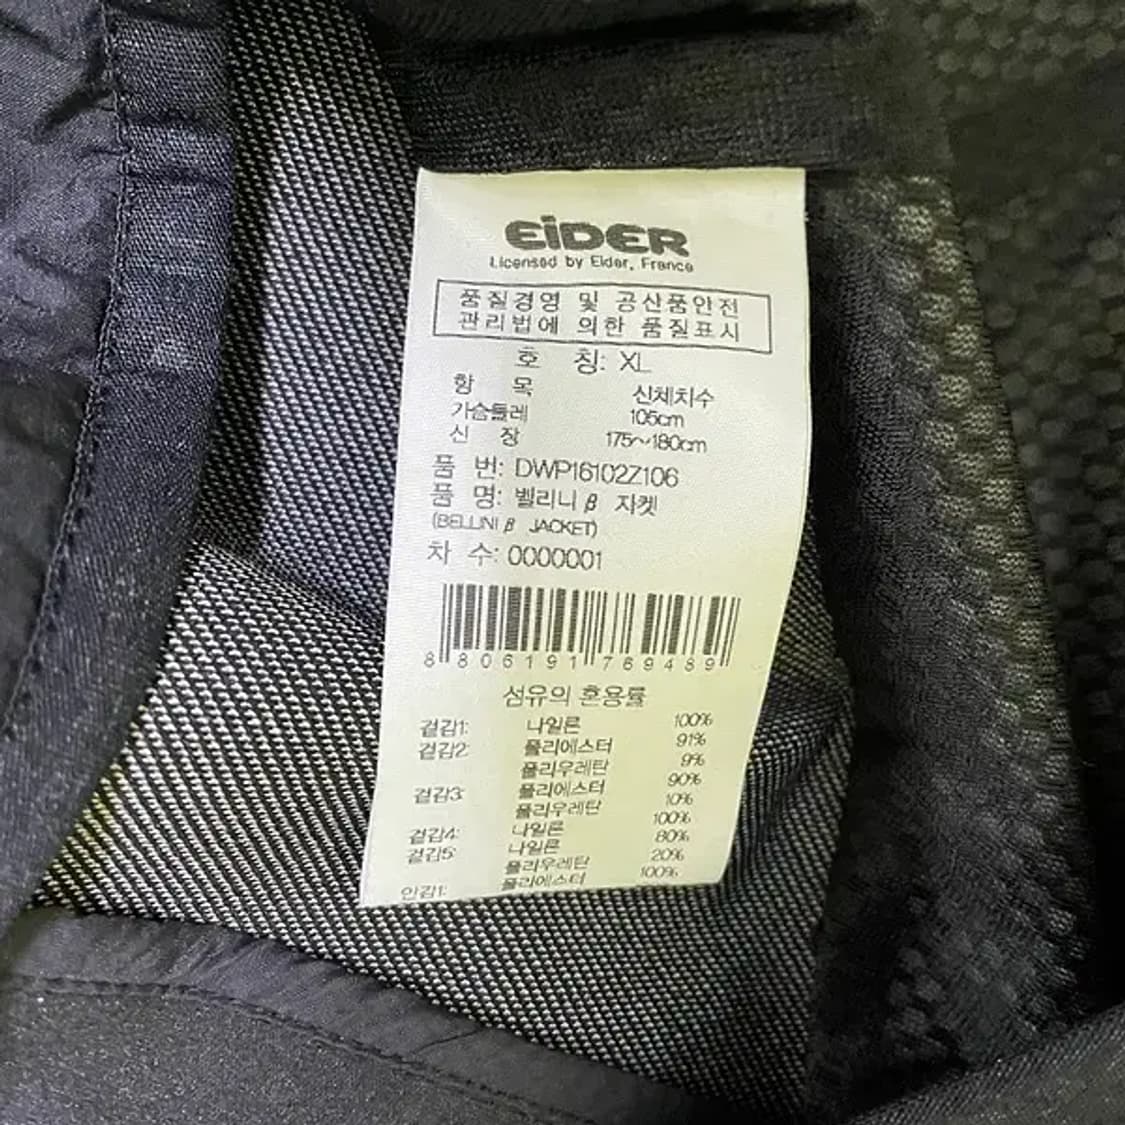 EiDER
Licensed by Eider, France
품질경영 및 공산품안전
관리법에 의한 품질표시
호 칭: XL
항 목 신체치수
가슴둘레 105cm
신 장 175~180cm
품 번: DWP16102Z106
품 명: 벨리니 β 자켓
(BELLINI β JACKET)
차 수: 0000001
8 806191 769489
섬유의 혼용률
겉감1: 나일론 100%
겉감2: 폴리에스터 91%
폴리우레탄 9%
겉감3: 폴리에스터 90%
폴리우레탄 10%
겉감4: 나일론 100%
겉감5: 나일론 80%
폴리우레탄 20%
안감1: 폴리에스터 100%